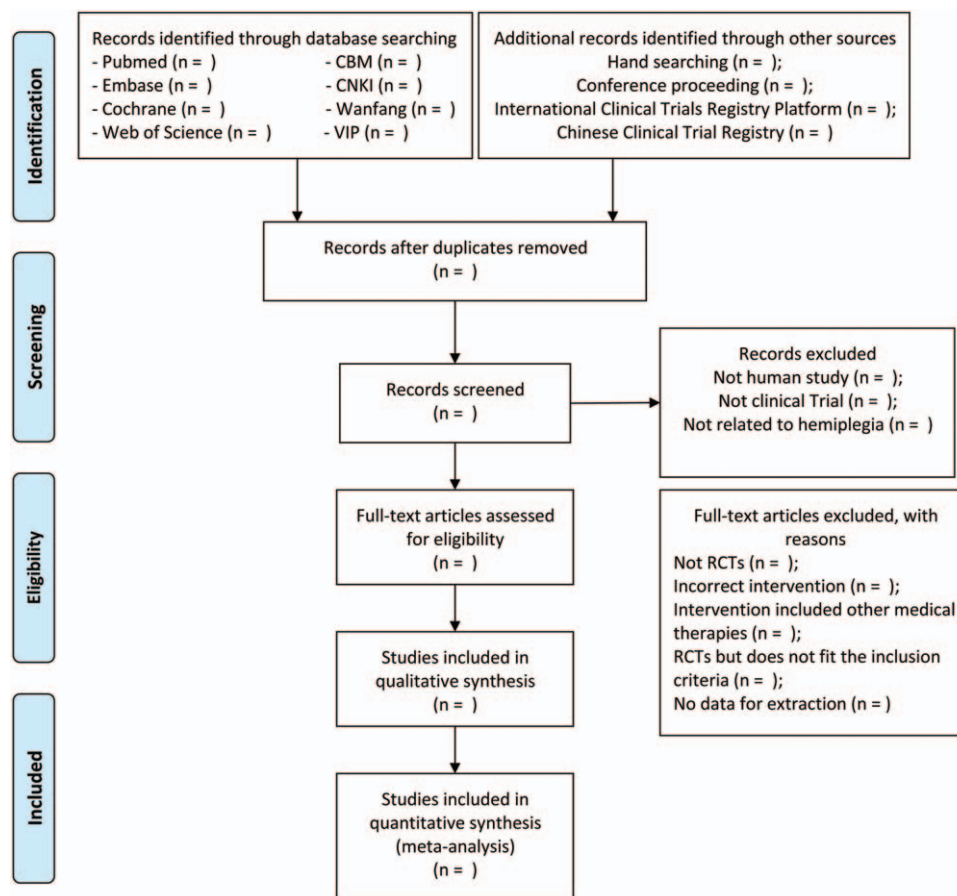 Identification
Records identified through database searching
- Pubmed (n =  )
- Embase (n =  )
- Cochrane (n =  )
- Web of Science (n =  )
- CBM (n =  )
- CNKI (n =  )
- Wanfang (n =  )
- VIP (n =  )
Additional records identified through other sources
Hand searching (n =  );
Conference proceeding (n =  );
International Clinical Trials Registry Platform (n =  );
Chinese Clinical Trial Registry (n =  )
Records after duplicates removed
(n =  )
Screening
Records screened
(n =  )
Records excluded
Not human study (n =  );
Not clinical Trial (n =  );
Not related to hemiplegia (n =  )
Eligibility
Full-text articles assessed
for eligibility
(n =  )
Full-text articles excluded, with
reasons
Not RCTs (n =  );
Incorrect intervention (n =  );
Intervention included other medical
therapies (n =  );
RCTs but does not fit the inclusion
criteria (n =  );
No data for extraction (n = )
Studies included in
qualitative synthesis
(n =  )
Included
Studies included in
quantitative synthesis
(meta-analysis)
(n =  )